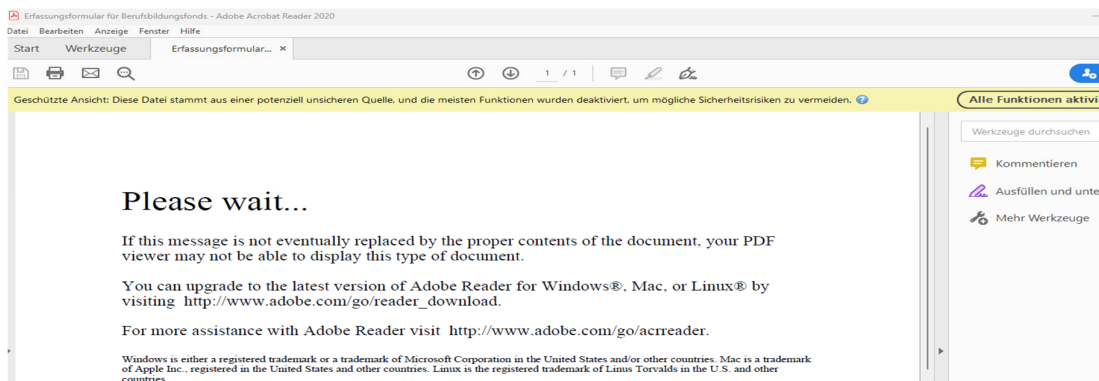 Erfassungsformular für Berufsbildungsfonds - Adobe Acrobat Reader 2020
Datei Bearbeiten Anzeige Fenster Hilfe
Start Werkzeuge Erfassungsformular... ×
1 / 1
Geschützte Ansicht: Diese Datei stammt aus einer potenziell unsicheren Quelle, und die meisten Funktionen wurden deaktiviert, um mögliche Sicherheitsrisiken zu vermeiden. Alle Funktionen aktivi
Werkzeuge durchsuchen
Kommentieren
Ausfüllen und unte
Mehr Werkzeuge
Please wait...
If this message is not eventually replaced by the proper contents of the document, your PDF
viewer may not be able to display this type of document.
You can upgrade to the latest version of Adobe Reader for Windows®, Mac, or Linux® by
visiting http://www.adobe.com/go/reader_download.
For more assistance with Adobe Reader visit http://www.adobe.com/go/acrreader.
Windows is either a registered trademark or a trademark of Microsoft Corporation in the United States and/or other countries. Mac is a trademark
of Apple Inc., registered in the United States and other countries. Linux is the registered trademark of Linus Torvalds in the U.S. and other
countries.